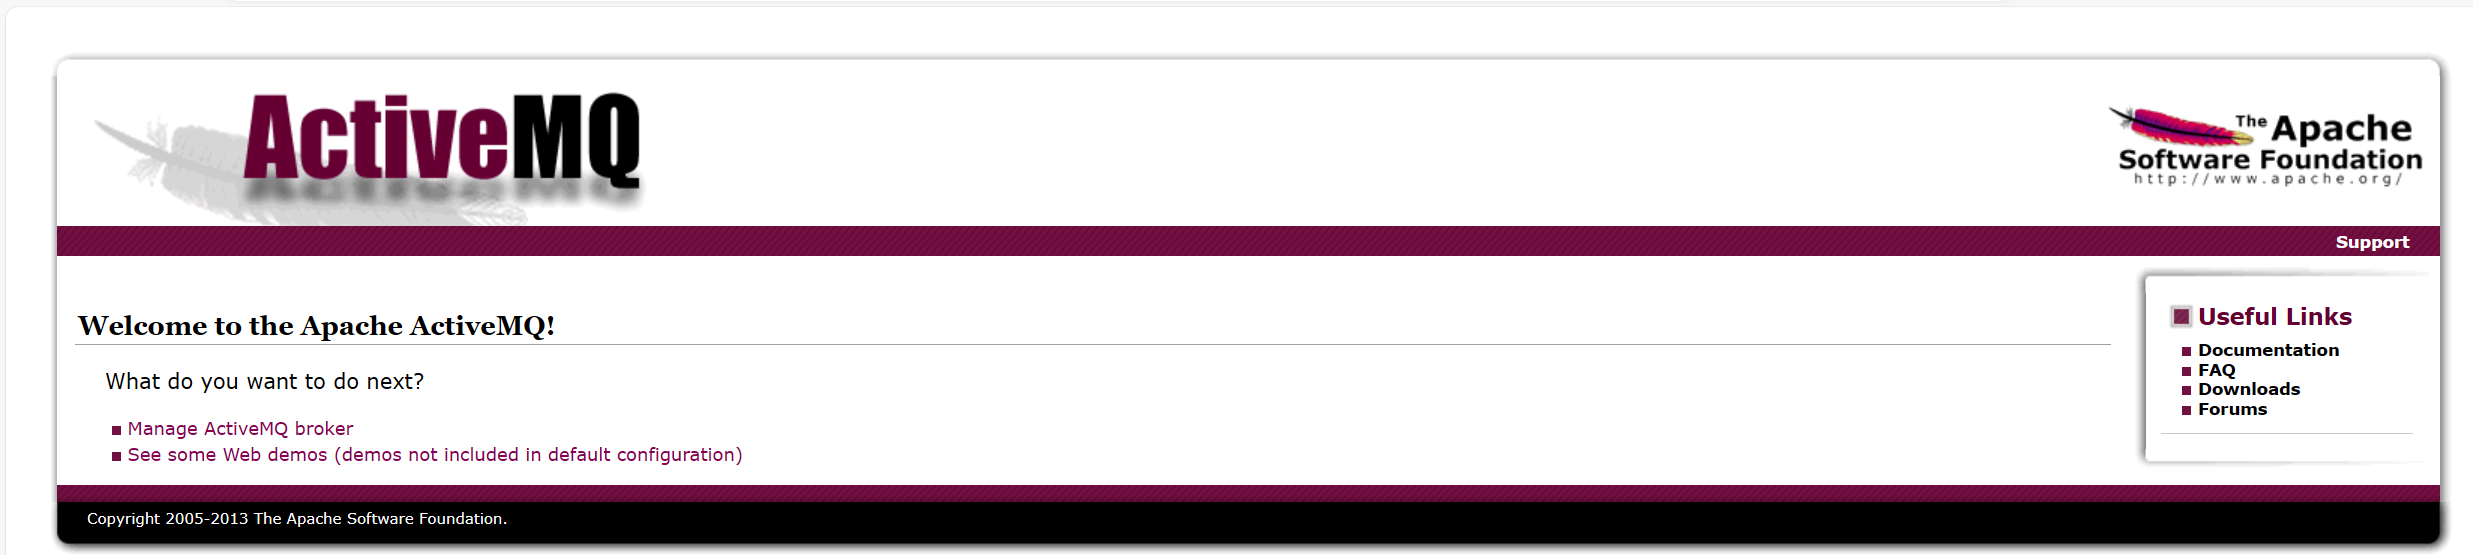 ActiveMQ
The Apache
Software Foundation
http://www.apache.org/
Support
Welcome to the Apache ActiveMQ!
What do you want to do next?
Manage ActiveMQ broker
See some Web demos (demos not included in default configuration)
Useful Links
Documentation
FAQ
Downloads
Forums
Copyright 2005-2013 The Apache Software Foundation.